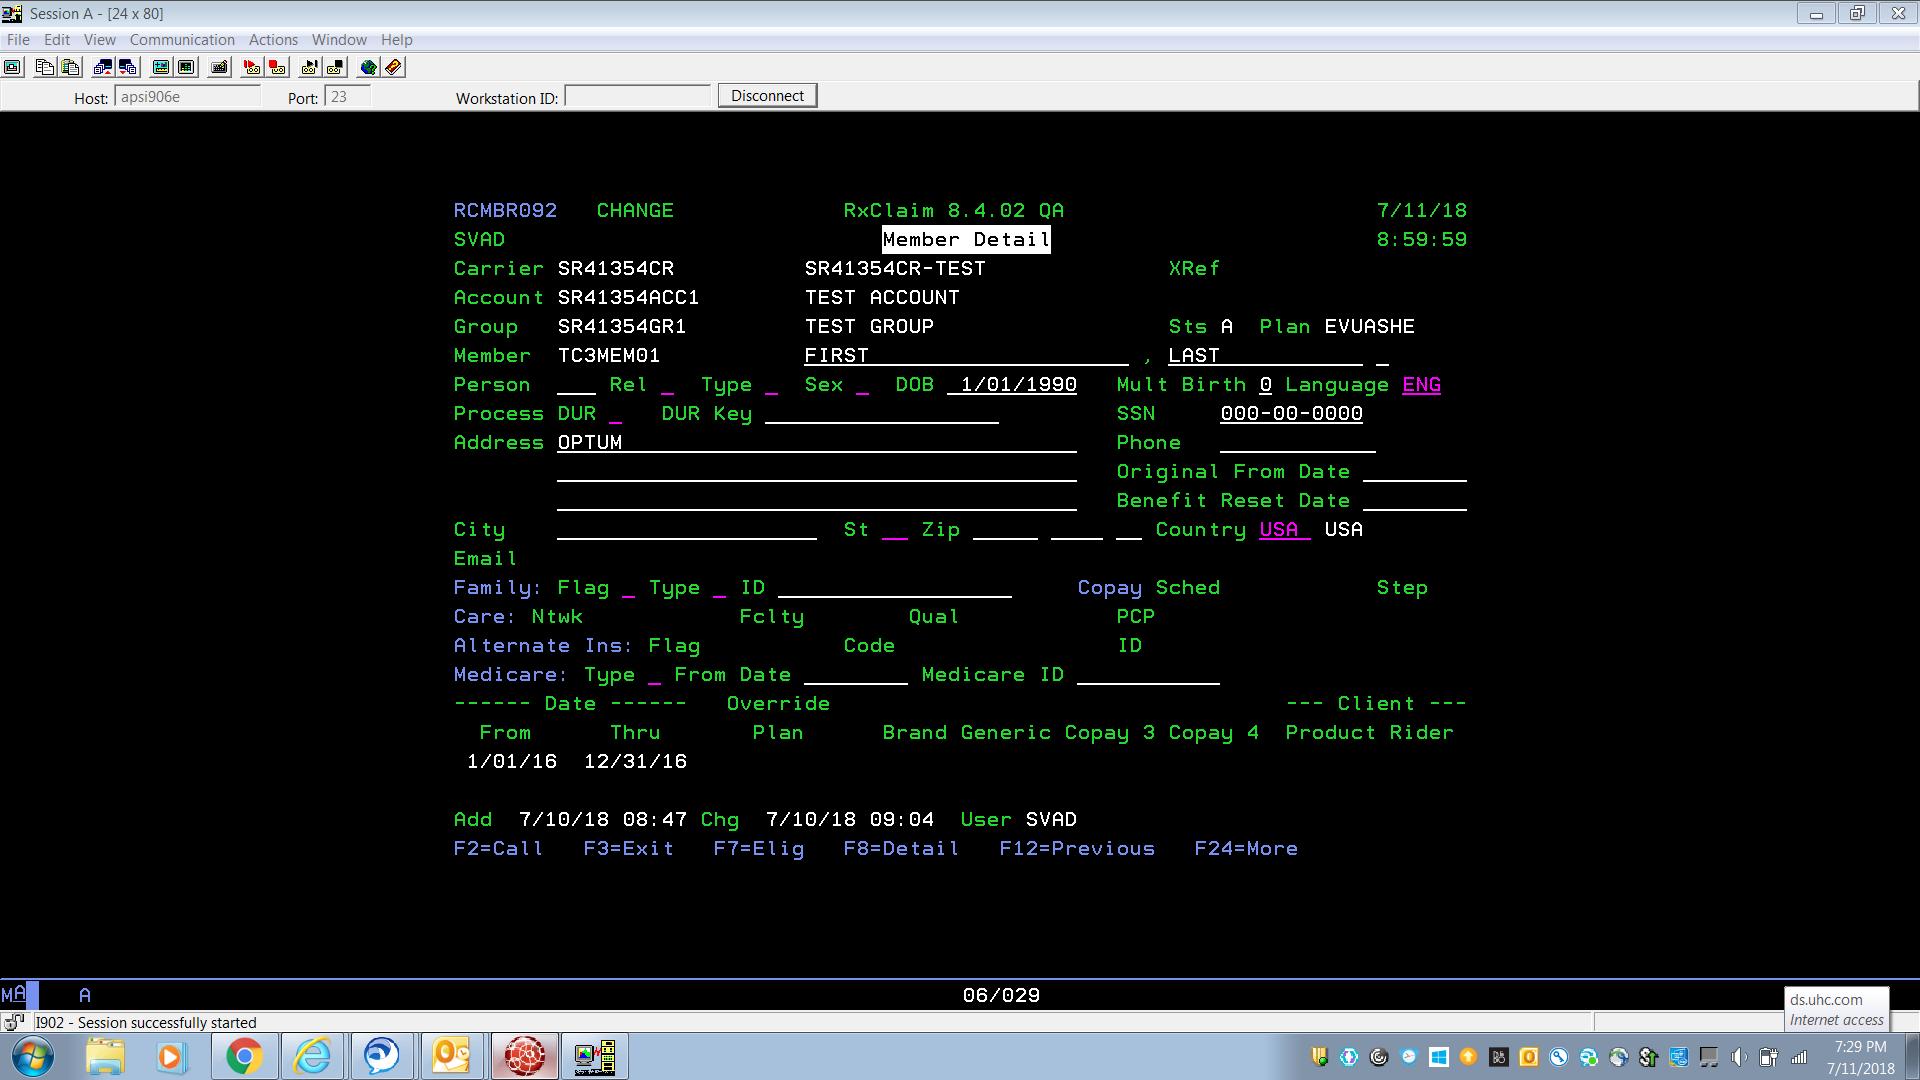 Session A - [24 x 80]
File Edit View Communication Actions Window Help
Host: apsi906e Port: 23 Workstation ID: Disconnect
RCMBR092 CHANGE RxClaim 8.4.02 QA 7/11/18
SVAD Member Detail 8:59:59
Carrier SR41354CR SR41354CR-TEST XRef
Account SR41354ACC1 TEST ACCOUNT
Group SR41354GR1 TEST GROUP Sts A Plan EVUASHE
Member TC3MEM01 FIRST , LAST
Person Rel Type Sex DOB 1/01/1990 Mult Birth 0 Language ENG
Process DUR DUR Key SSN 000-00-0000
Address OPTUM Phone
Original From Date
Benefit Reset Date
City St Zip Country USA USA
Email
Family: Flag Type ID Copay Sched Step
Care: Ntwk Fclty Qual PCP
Alternate Ins: Flag Code ID
Medicare: Type From Date Medicare ID
------ Date ------ Override --- Client ---
From Thru Plan Brand Generic Copay 3 Copay 4 Product Rider
1/01/16 12/31/16
Add 7/10/18 08:47 Chg 7/10/18 09:04 User SVAD
F2=Call F3=Exit F7=Elig F8=Detail F12=Previous F24=More
MA A 06/029
I902 - Session successfully started
ds.uhc.com
Internet access
7:29 PM
7/11/2018